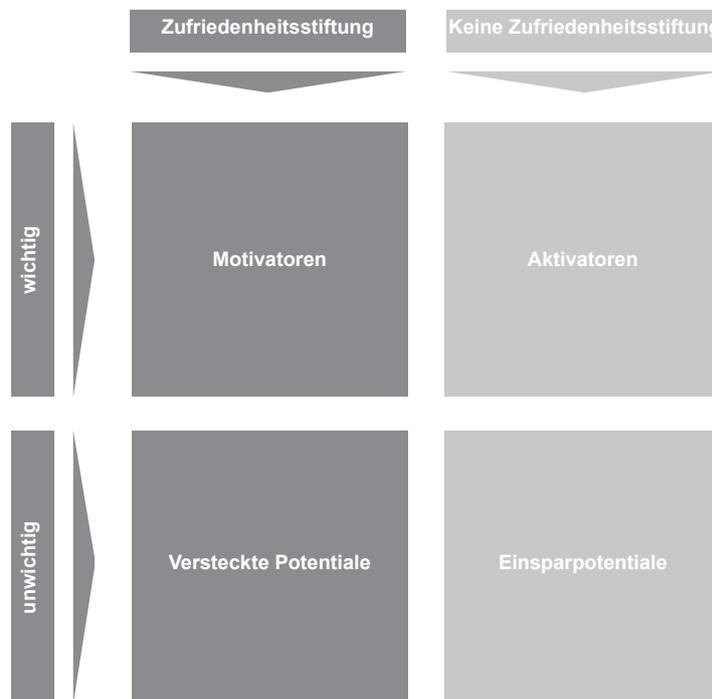 Zufriedenheitsstiftung
Keine Zufriedenheitsstiftung
wichtig
Motivatoren
Aktivatoren
unwichtig
Versteckte Potentiale
Einsparpotentiale